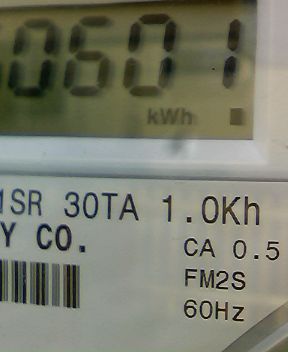 0601
kWh
1SR 30TA 1.0Kh
Y CO.
CA 0.5
FM2S
60Hz